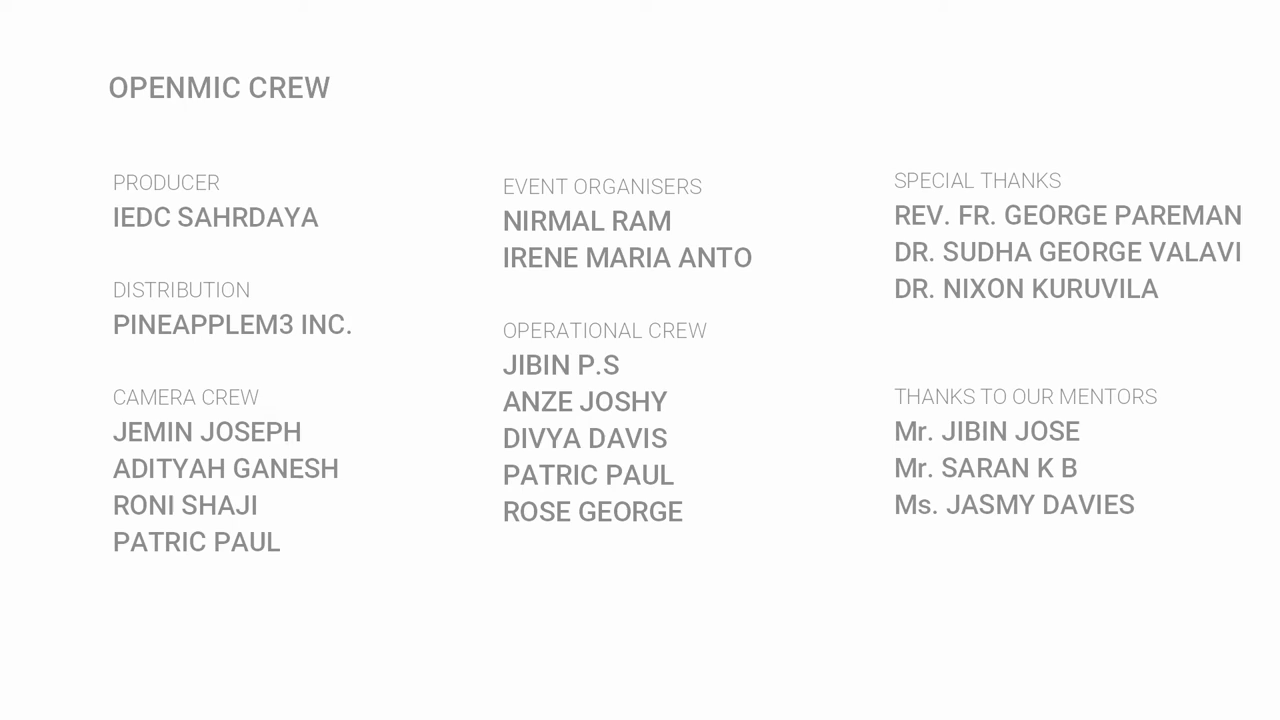 OPENMIC CREW
PRODUCER
IEDC SAHRDAYA
DISTRIBUTION
PINEAPPLEM3 INC.
CAMERA CREW
JEMIN JOSEPH
ADITYAH GANESH
RONI SHAJI
PATRIC PAUL
EVENT ORGANISERS
NIRMAL RAM
IRENE MARIA ANTO
OPERATIONAL CREW
JIBIN P.S
ANZE JOSHY
DIVYA DAVIS
PATRIC PAUL
ROSE GEORGE
SPECIAL THANKS
REV. FR. GEORGE PAREMAN
DR. SUDHA GEORGE VALAVI
DR. NIXON KURUVILA
THANKS TO OUR MENTORS
Mr. JIBIN JOSE
Mr. SARAN K B
Ms. JASMY DAVIES